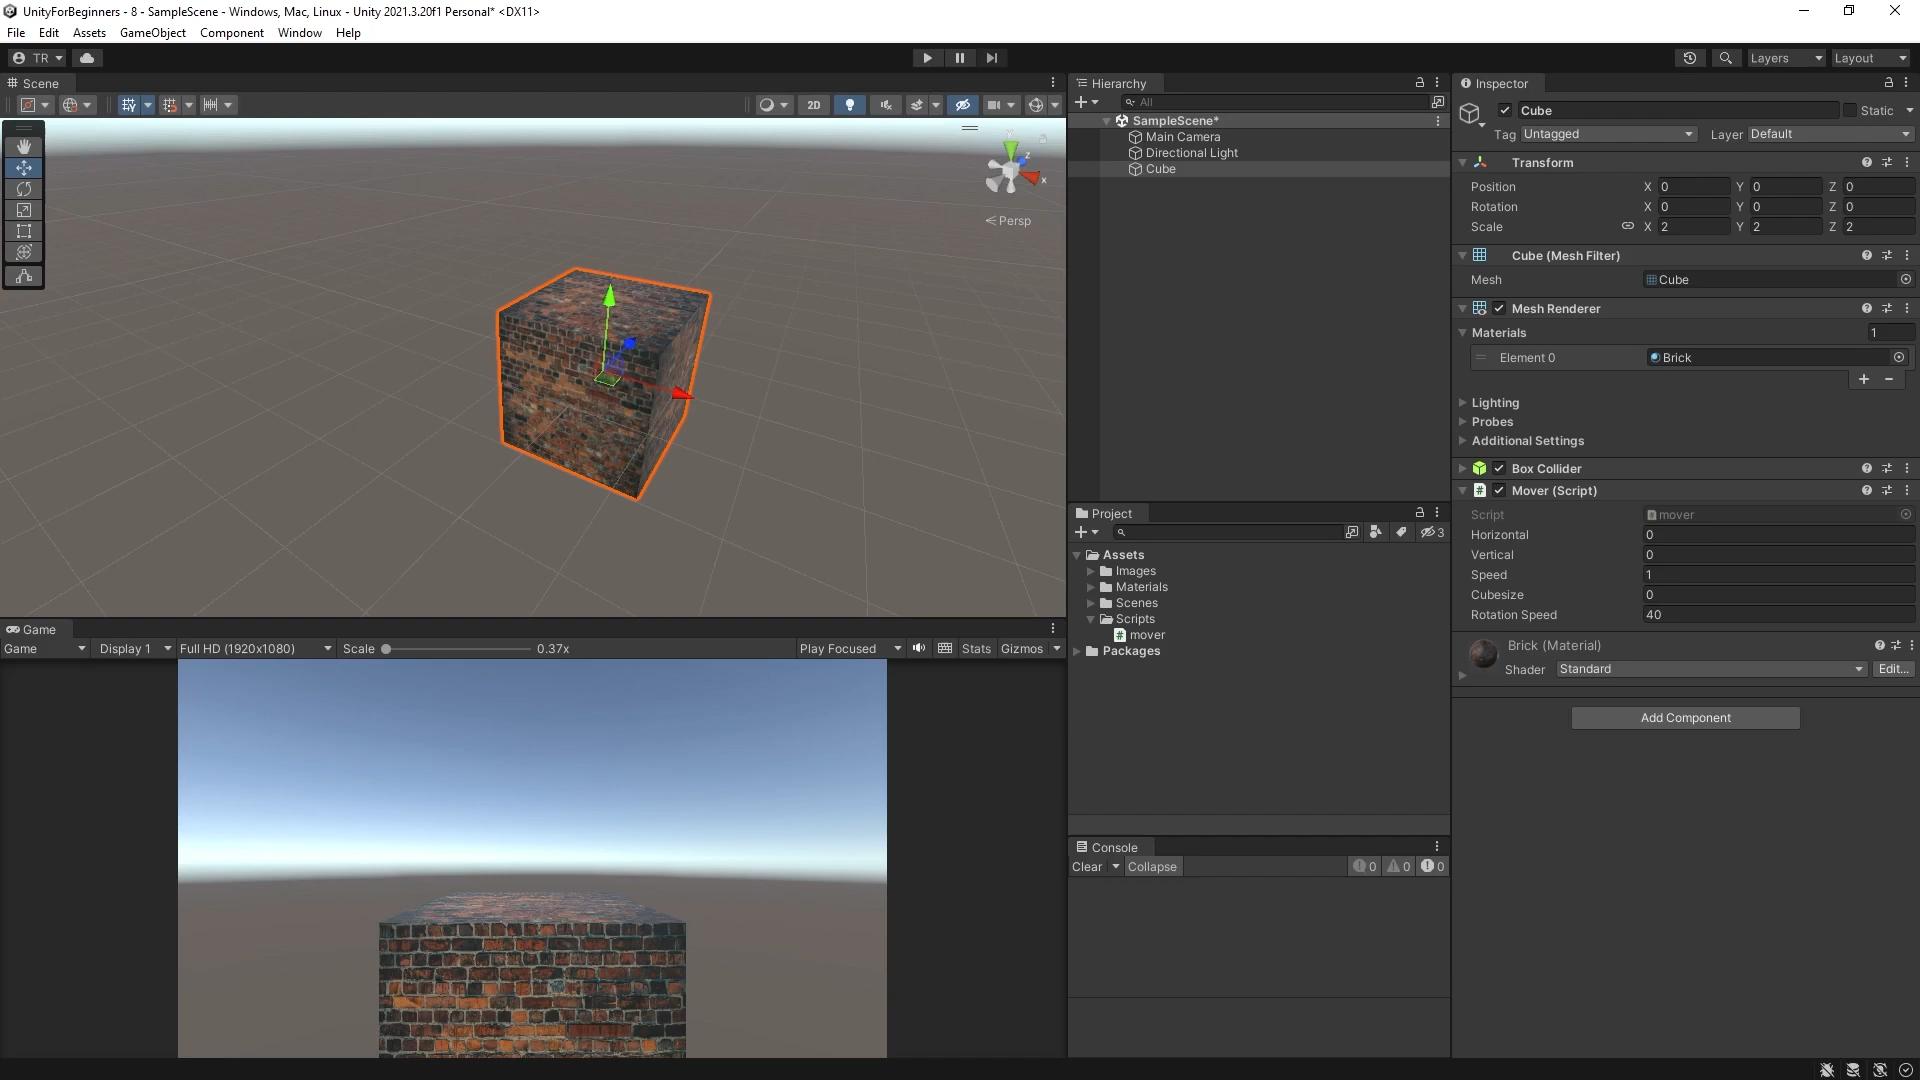 UnityForBeginners - 8 - SampleScene - Windows, Mac, Linux - Unity 2021.3.20f1 Personal* <DX11>
File Edit Assets GameObject Component Window Help
TR
Layers Layout
Scene
2D
Y
z
x
Persp
Game
Game Display 1 Full HD (1920x1080) Scale 0.37x Play Focused Stats Gizmos
Hierarchy
All
SampleScene*
Main Camera
Directional Light
Cube
Project
3
Assets
Images
Materials
Scenes
Scripts
mover
Packages
Console
Clear Collapse 0 0 0
Inspector
Cube Static
Tag Untagged Layer Default
Transform
Position X 0 Y 0 Z 0
Rotation X 0 Y 0 Z 0
Scale X 2 Y 2 Z 2
Cube (Mesh Filter)
Mesh Cube
Mesh Renderer
Materials 1
Element 0 Brick
Lighting
Probes
Additional Settings
Box Collider
Mover (Script)
Script mover
Horizontal 0
Vertical 0
Speed 1
Cubesize 0
Rotation Speed 40
Brick (Material)
Shader Standard Edit...
Add Component